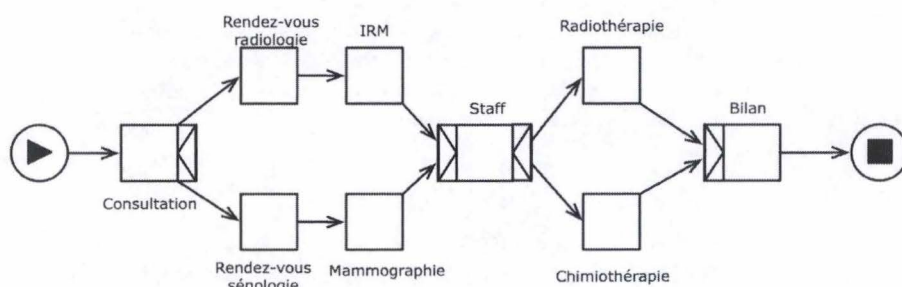 Rendez-vous
radiologie
IRM
Radiothérapie
Staff
Bilan
Consultation
Rendez-vous
sénologie
Mammographie
Chimiothérapie